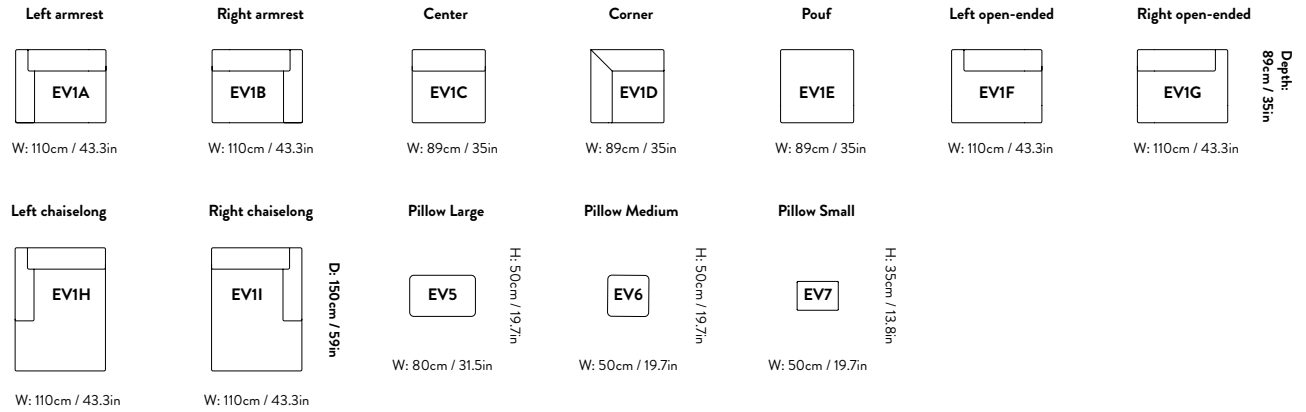 Left armrest
Right armrest
Center
Corner
Pouf
Left open-ended
Right open-ended
EV1A
EV1B
EV1C
EV1D
EV1E
EV1F
EV1G
Depth:
89cm / 35in
W: 110cm / 43.3in
W: 110cm / 43.3in
W: 89cm / 35in
W: 89cm / 35in
W: 89cm / 35in
W: 110cm / 43.3in
W: 110cm / 43.3in
Left chaiselong
Right chaiselong
Pillow Large
Pillow Medium
Pillow Small
EV1H
EV1I
D: 150cm / 59in
EV5
H: 50cm / 19.7in
EV6
H: 50cm / 19.7in
EV7
H: 35cm / 13.8in
W: 80cm / 31.5in
W: 50cm / 19.7in
W: 50cm / 19.7in
W: 110cm / 43.3in
W: 110cm / 43.3in